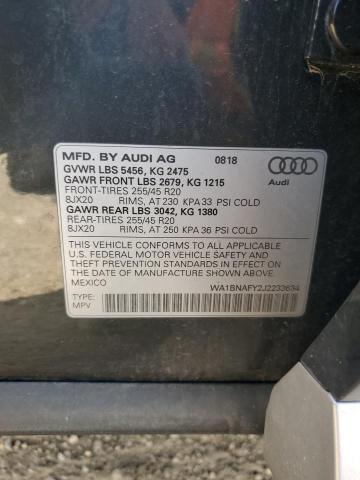 MFD. BY AUDI AG 0818
GVWR LBS 5456, KG 2475
GAWR FRONT LBS 2679, KG 1215
FRONT-TIRES 255/45 R20
8JX20 RIMS, AT 230 KPA 33 PSI COLD
GAWR REAR LBS 3042, KG 1380
REAR-TIRES 255/45 R20
8JX20 RIMS, AT 250 KPA 36 PSI COLD
Audi
THIS VEHICLE CONFORMS TO ALL APPLICABLE
U.S. FEDERAL MOTOR VEHICLE SAFETY AND
THEFT PREVENTION STANDARDS IN EFFECT ON
THE DATE OF MANUFACTURE SHOWN ABOVE.
MEXICO
WA1BNAFY2J2233634
TYPE:
MPV